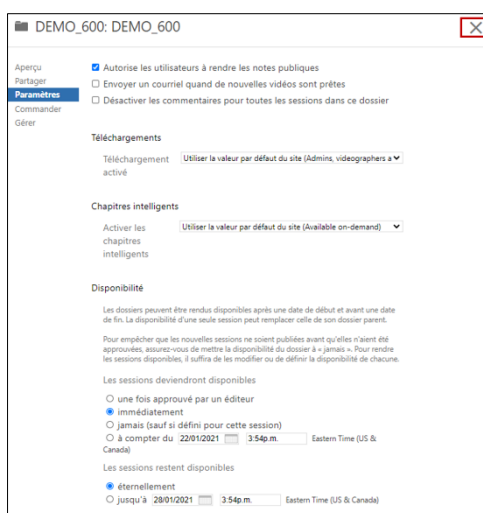 DEMO_600: DEMO_600
Aperçu
Partager
Paramètres
Commander
Gérer
Autorise les utilisateurs à rendre les notes publiques
Envoyer un courriel quand de nouvelles vidéos sont prêtes
Désactiver les commentaires pour toutes les sessions dans ce dossier
Téléchargements
Téléchargement activé
Utiliser la valeur par défaut du site (Admins, videographers a
Chapitres intelligents
Activer les chapitres intelligents
Utiliser la valeur par défaut du site (Available on-demand)
Disponibilité
Les dossiers peuvent être rendus disponibles après une date de début et avant une date
de fin. La disponibilité d'une seule session peut remplacer celle de son dossier parent.
Pour empêcher que les nouvelles sessions ne soient publiées avant qu'elles n'aient été
approuvées, assurez-vous de mettre la disponibilité du dossier à « jamais ». Pour rendre
les sessions disponibles, il suffira de les modifier ou de définir la disponibilité de chacune.
Les sessions deviendront disponibles
une fois approuvé par un éditeur
immédiatement
jamais (sauf si défini pour cette session)
à compter du 22/01/2021 3:54p.m. Eastern Time (US &
Canada)
Les sessions restent disponibles
éternellement
jusqu'à 28/01/2021 3:54p.m. Eastern Time (US & Canada)